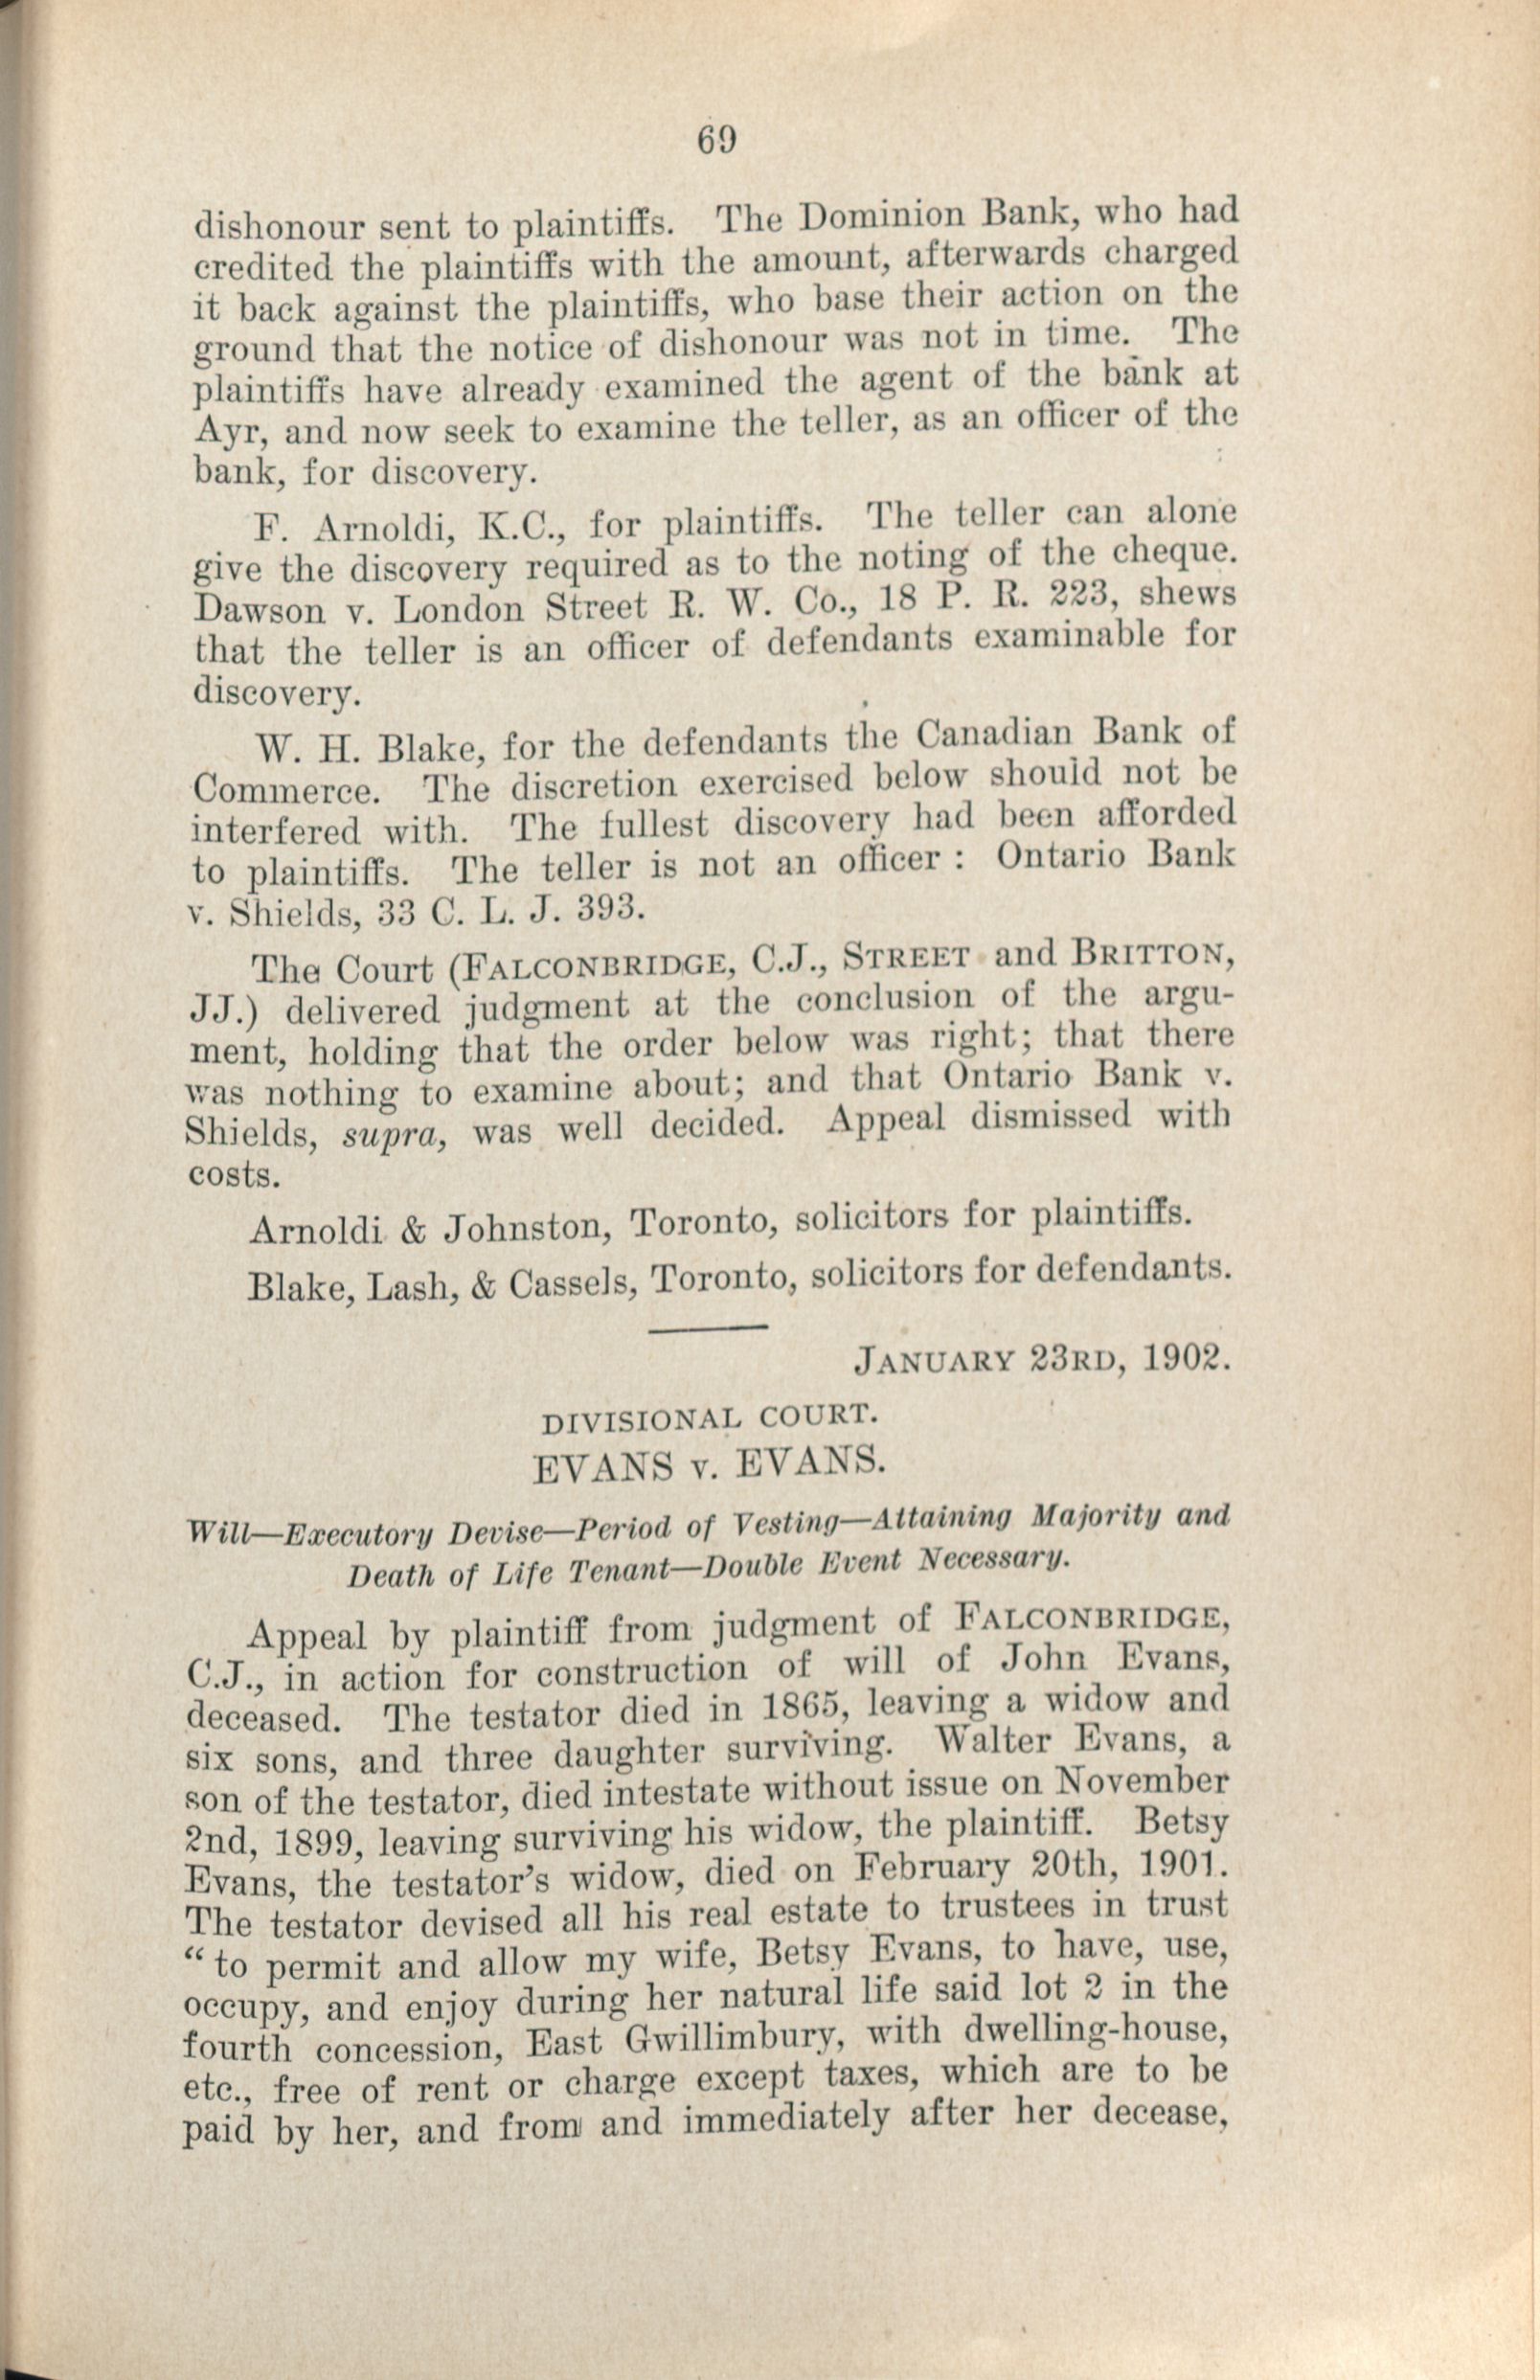 69
dishonour sent to plaintiffs. The Dominion Bank, who had
credited the plaintiffs with the amount, afterwards charged
it back against the plaintiffs, who base their action on the
ground that the notice of dishonour was not in time. The
plaintiffs have already examined the agent of the bank at
Ayr, and now seek to examine the teller, as an officer of the
bank, for discovery.
F. Arnoldi, K.C., for plaintiffs. The teller can alone
give the discovery required as to the noting of the cheque.
Dawson v. London Street R. W. Co., 18 P. R. 223, shews
that the teller is an officer of defendants examinable for
discovery.
W. H. Blake, for the defendants the Canadian Bank of
Commerce. The discretion exercised below should not be
interfered with. The fullest discovery had been afforded
to plaintiffs. The teller is not an officer : Ontario Bank
v. Shields, 33 C. L. J. 393.
The Court (FALCONBRIDGE, C.J., STREET and BRITTON,
JJ.) delivered judgment at the conclusion of the argu-
ment, holding that the order below was right; that there
was nothing to examine about; and that Ontario Bank v.
Shields, supra, was well decided. Appeal dismissed with
costs.
Arnoldi & Johnston, Toronto, solicitors for plaintiffs.
Blake, Lash, & Cassels, Toronto, solicitors for defendants.
JANUARY 23RD, 1902.
DIVISIONAL COURT.
EVANS v. EVANS.
Will—Executory Devise—Period of Vesting—Attaining Majority and
Death of Life Tenant—Double Event Necessary.
Appeal by plaintiff from judgment of FALCONBRIDGE,
C.J., in action for construction of will of John Evans,
deceased. The testator died in 1865, leaving a widow and
six sons, and three daughter surviving. Walter Evans, a
son of the testator, died intestate without issue on November
2nd, 1899, leaving surviving his widow, the plaintiff. Betsy
Evans, the testator's widow, died on February 20th, 1901.
The testator devised all his real estate to trustees in trust
"to permit and allow my wife, Betsy Evans, to have, use,
occupy, and enjoy during her natural life said lot 2 in the
fourth concession, East Gwillimbury, with dwelling-house,
etc., free of rent or charge except taxes, which are to be
paid by her, and from and immediately after her decease,